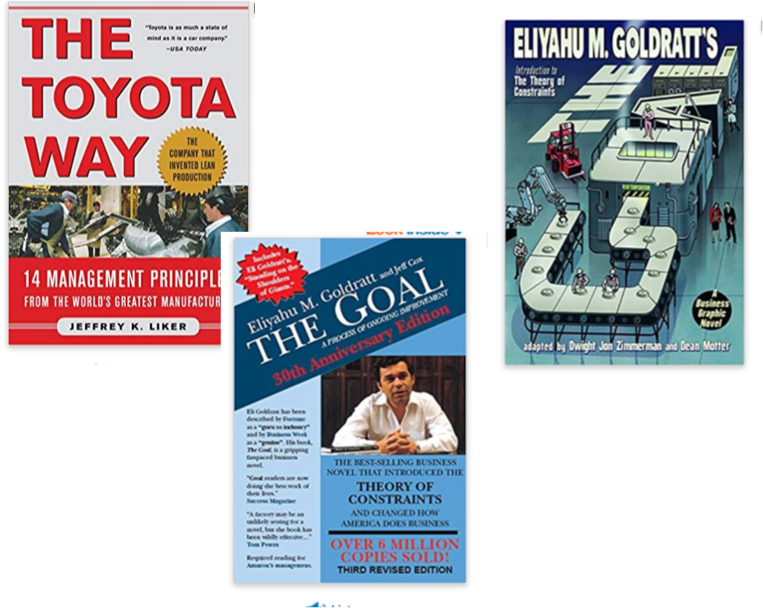 THE
TOYOTA
WAY
"Toyota is as much a state of
mind as it is a car company."
–USA TODAY
THE
COMPANY THAT
INVENTED LEAN
PRODUCTION
14 MANAGEMENT PRINCIPLE
FROM THE WORLD'S GREATEST MANUFACTUR
JEFFREY K. LIKER
Includes
Eli Goldratt's
"Standing on the
Shoulders
of Giants."
Eliyahu M. Goldratt and Jeff Cox
THE GOAL
A PROCESS OF ONGOING IMPROVEMENT
30th Anniversary Edition
Eli Goldratt has been
described by Fortune
as a "guru to industry"
and by Business Week
as a "genius". His book,
The Goal, is a gripping
fastpaced business
novel.
"Goal readers are now
doing the best work of
their lives."
Success Magazine
"A factory may be an
unlikely setting for a
novel, but the book has
been wildly effective..."
Tom Peters
Required reading for
Amazon's management.
THE BEST-SELLING BUSINESS
NOVEL THAT INTRODUCED THE
THEORY OF
CONSTRAINTS
AND CHANGED HOW
AMERICA DOES BUSINESS
OVER 6 MILLION
COPIES SOLD!
THIRD REVISED EDITION
ELIYAHU M. GOLDRATT'S
Introduction to
The Theory of
Constraints
THE
A
Business
Graphic
Novel
adapted by Dwight Jon Zimmerman and Dean Motter